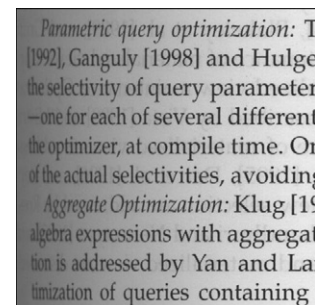 Parametric query optimization: T
[1992], Ganguly [1998] and Hulge
the selectivity of query parameter
—one for each of several different
the optimizer, at compile time. On
of the actual selectivities, avoiding
Aggregate Optimization: Klug [19
algebra expressions with aggregat
tion is addressed by Yan and La
timization of queries containing